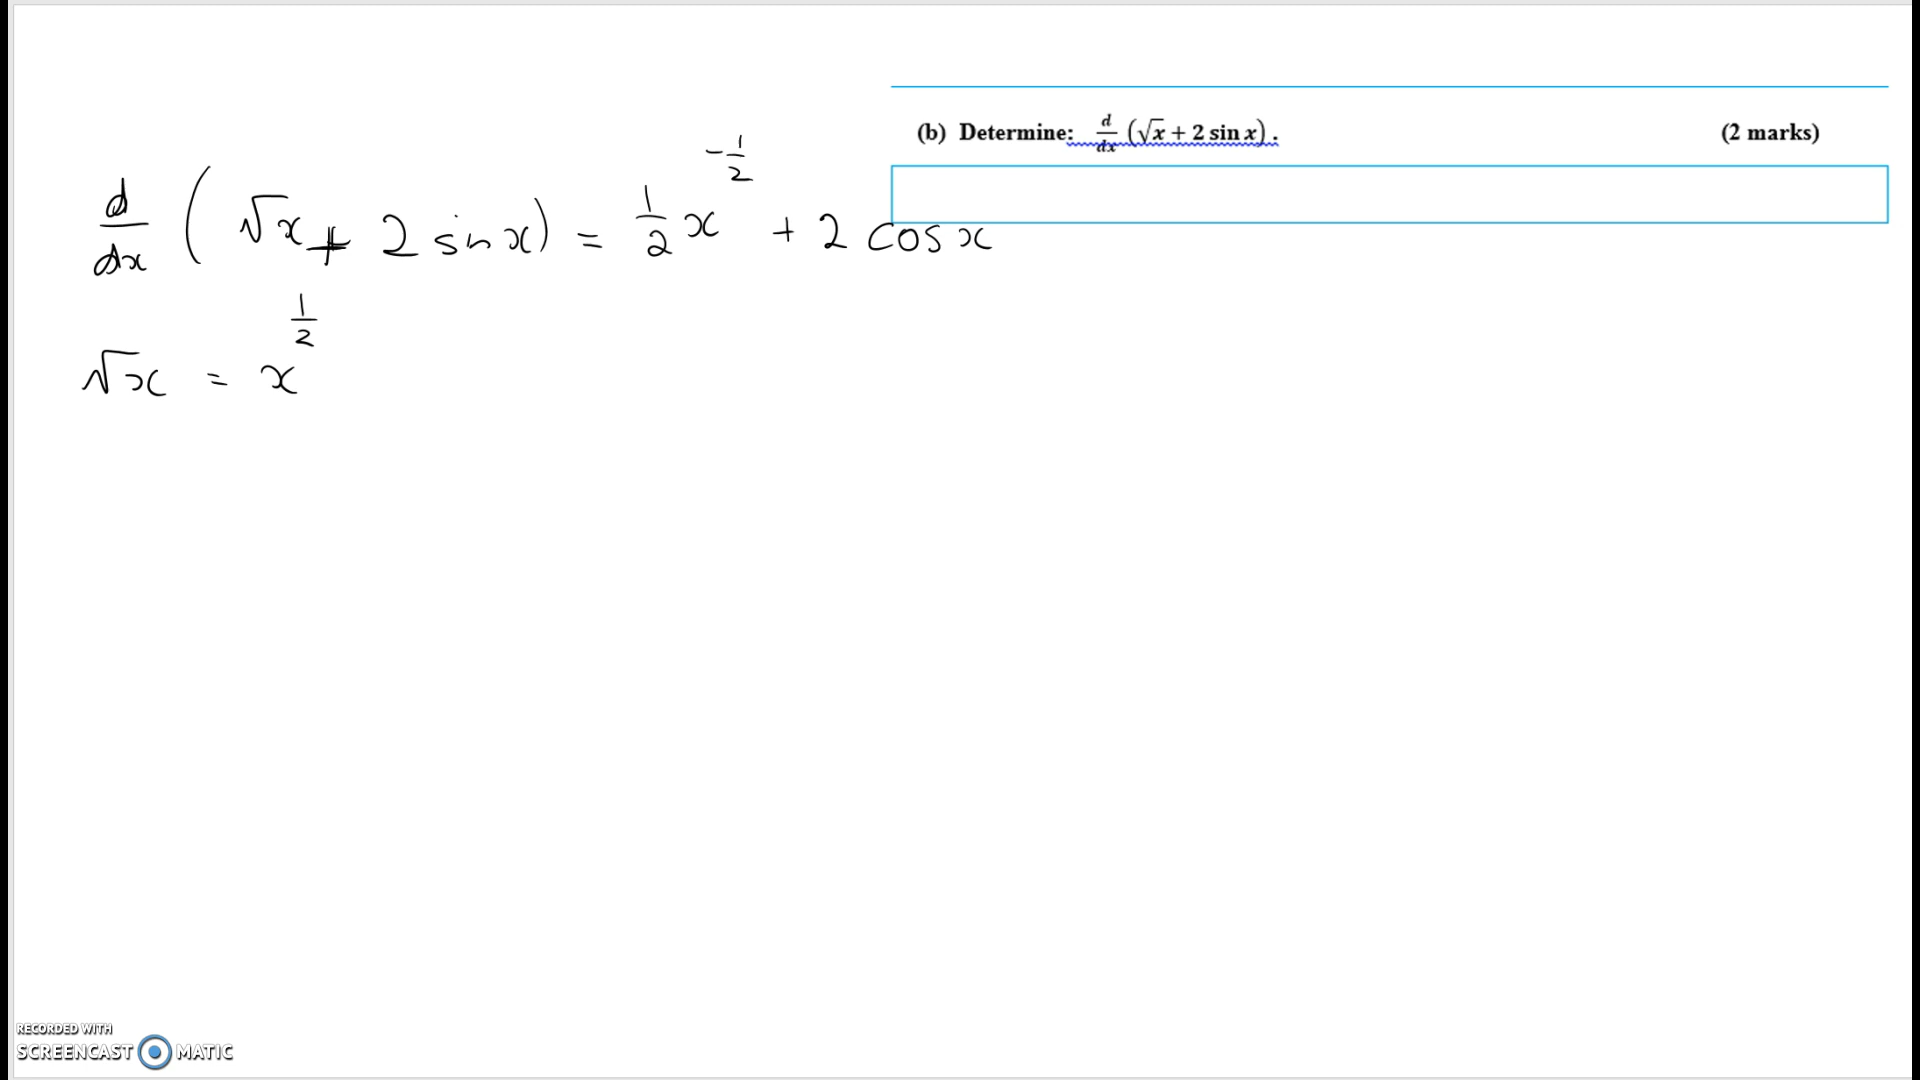 (b) Determine: d/dx (√x + 2 sin x). (2 marks)
d/dx (√x + 2 sin x) = 1/2 x^(-1/2) + 2 cos x
√x = x^(1/2)
RECORDED WITH
SCREENCAST MATIC